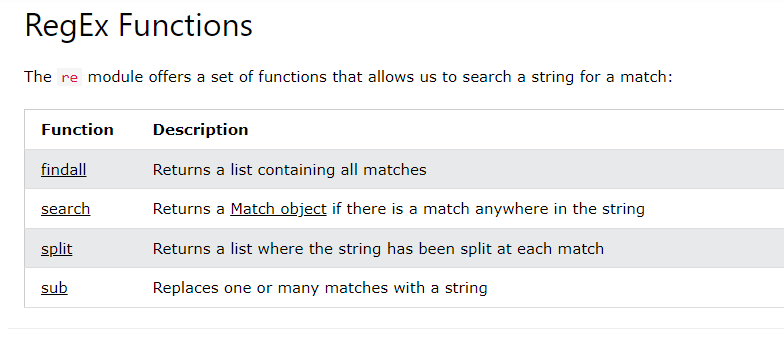 RegEx Functions
The re module offers a set of functions that allows us to search a string for a match:
Function Description
findall Returns a list containing all matches
search Returns a Match object if there is a match anywhere in the string
split Returns a list where the string has been split at each match
sub Replaces one or many matches with a string